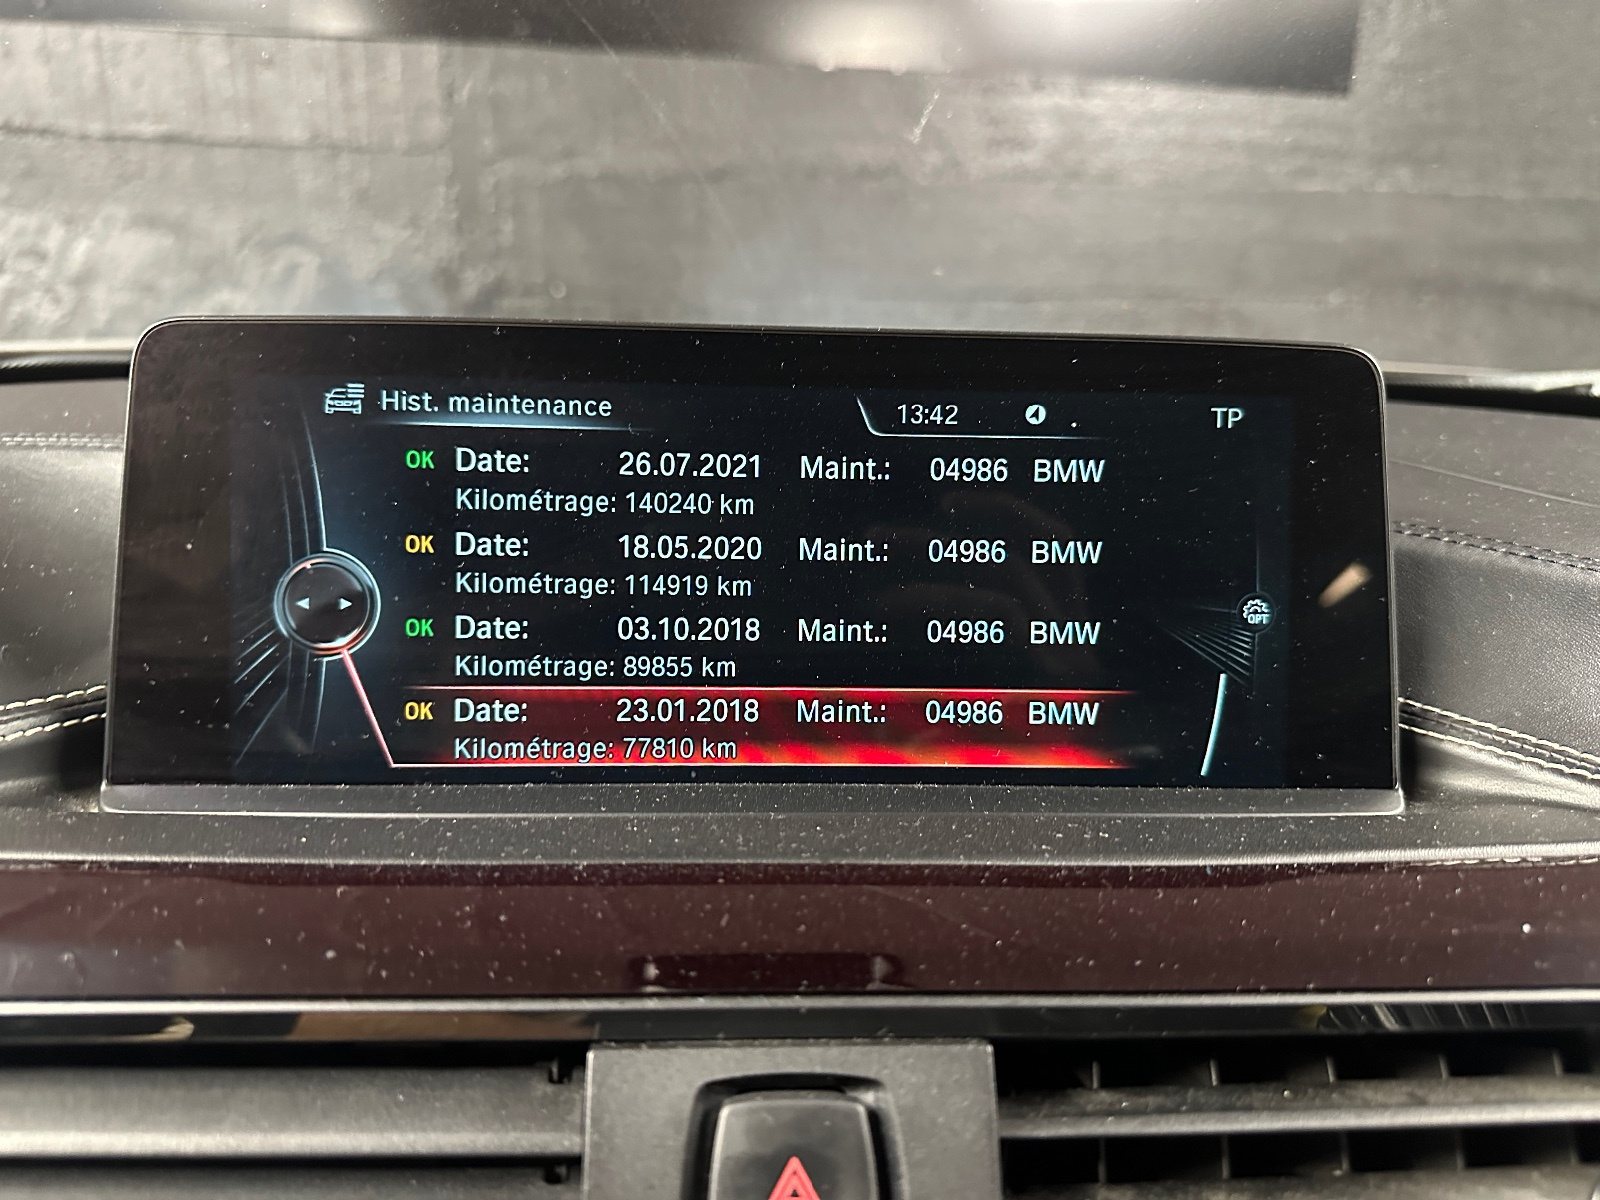 Hist. maintenance 13:42 TP
OK Date: 26.07.2021 Maint.: 04986 BMW
Kilométrage: 140240 km
OK Date: 18.05.2020 Maint.: 04986 BMW
Kilométrage: 114919 km
OK Date: 03.10.2018 Maint.: 04986 BMW
Kilométrage: 89855 km
OPT
OK Date: 23.01.2018 Maint.: 04986 BMW
Kilométrage: 77810 km